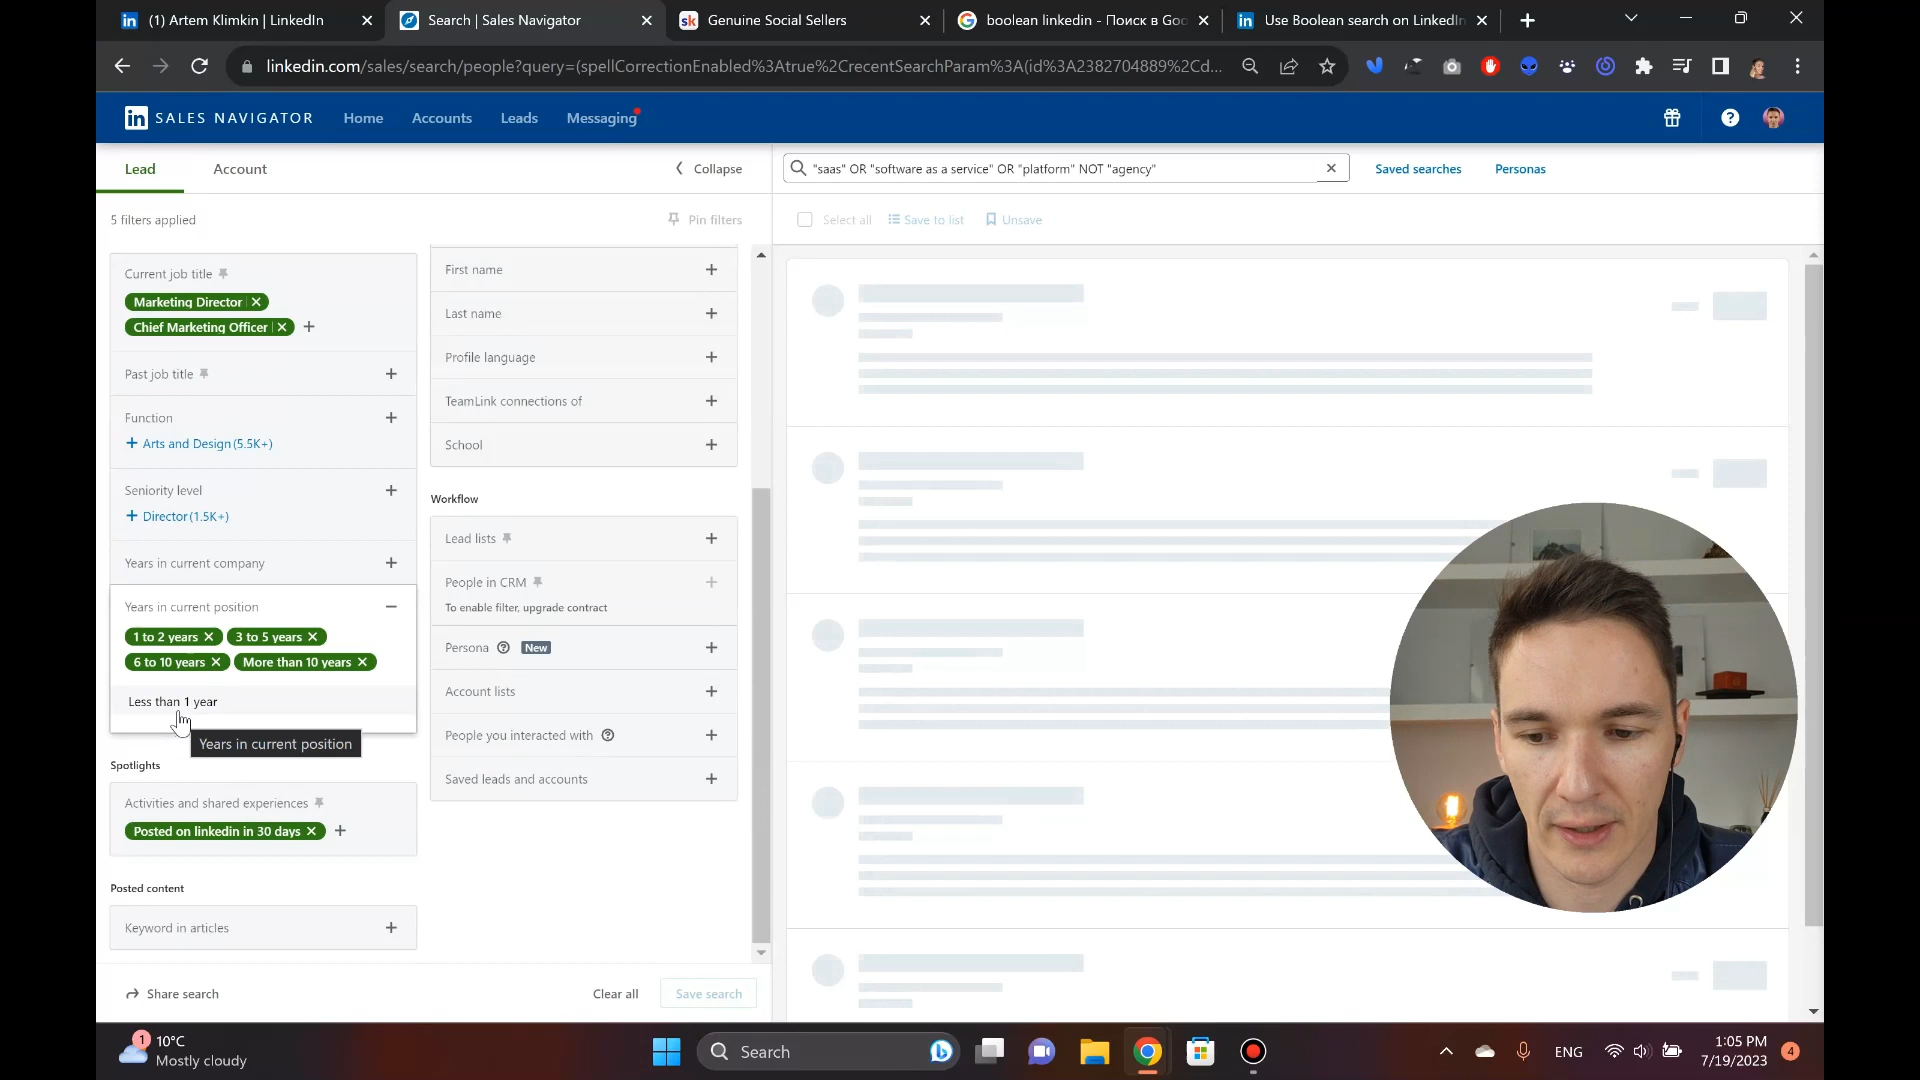 (1) Artem Klimkin | LinkedIn
Search | Sales Navigator
sk Genuine Social Sellers
boolean linkedin - Поиск в Goo
Use Boolean search on LinkedIn
linkedin.com/sales/search/people?query=(spellCorrectionEnabled%3Atrue%2CrecentSearchParam%3A(id%3A2382704889%2Cd...
in SALES NAVIGATOR
Home
Accounts
Leads
Messaging
Lead
Account
Collapse
"saas" OR "software as a service" OR "platform" NOT "agency"
Saved searches
Personas
5 filters applied
Pin filters
Select all
Save to list
Unsave
Current job title
Marketing Director
Chief Marketing Officer
Past job title
Function
Arts and Design (5.5K+)
Seniority level
Director (1.5K+)
Years in current company
Years in current position
1 to 2 years
3 to 5 years
6 to 10 years
More than 10 years
Less than 1 year
Years in current position
Spotlights
Activities and shared experiences
Posted on linkedin in 30 days
Posted content
Keyword in articles
First name
Last name
Profile language
TeamLink connections of
School
Workflow
Lead lists
People in CRM
To enable filter, upgrade contract
Persona
New
Account lists
People you interacted with
Saved leads and accounts
Share search
Clear all
Save search
1
10°C
Mostly cloudy
Search
ENG
1:05 PM
7/19/2023
4